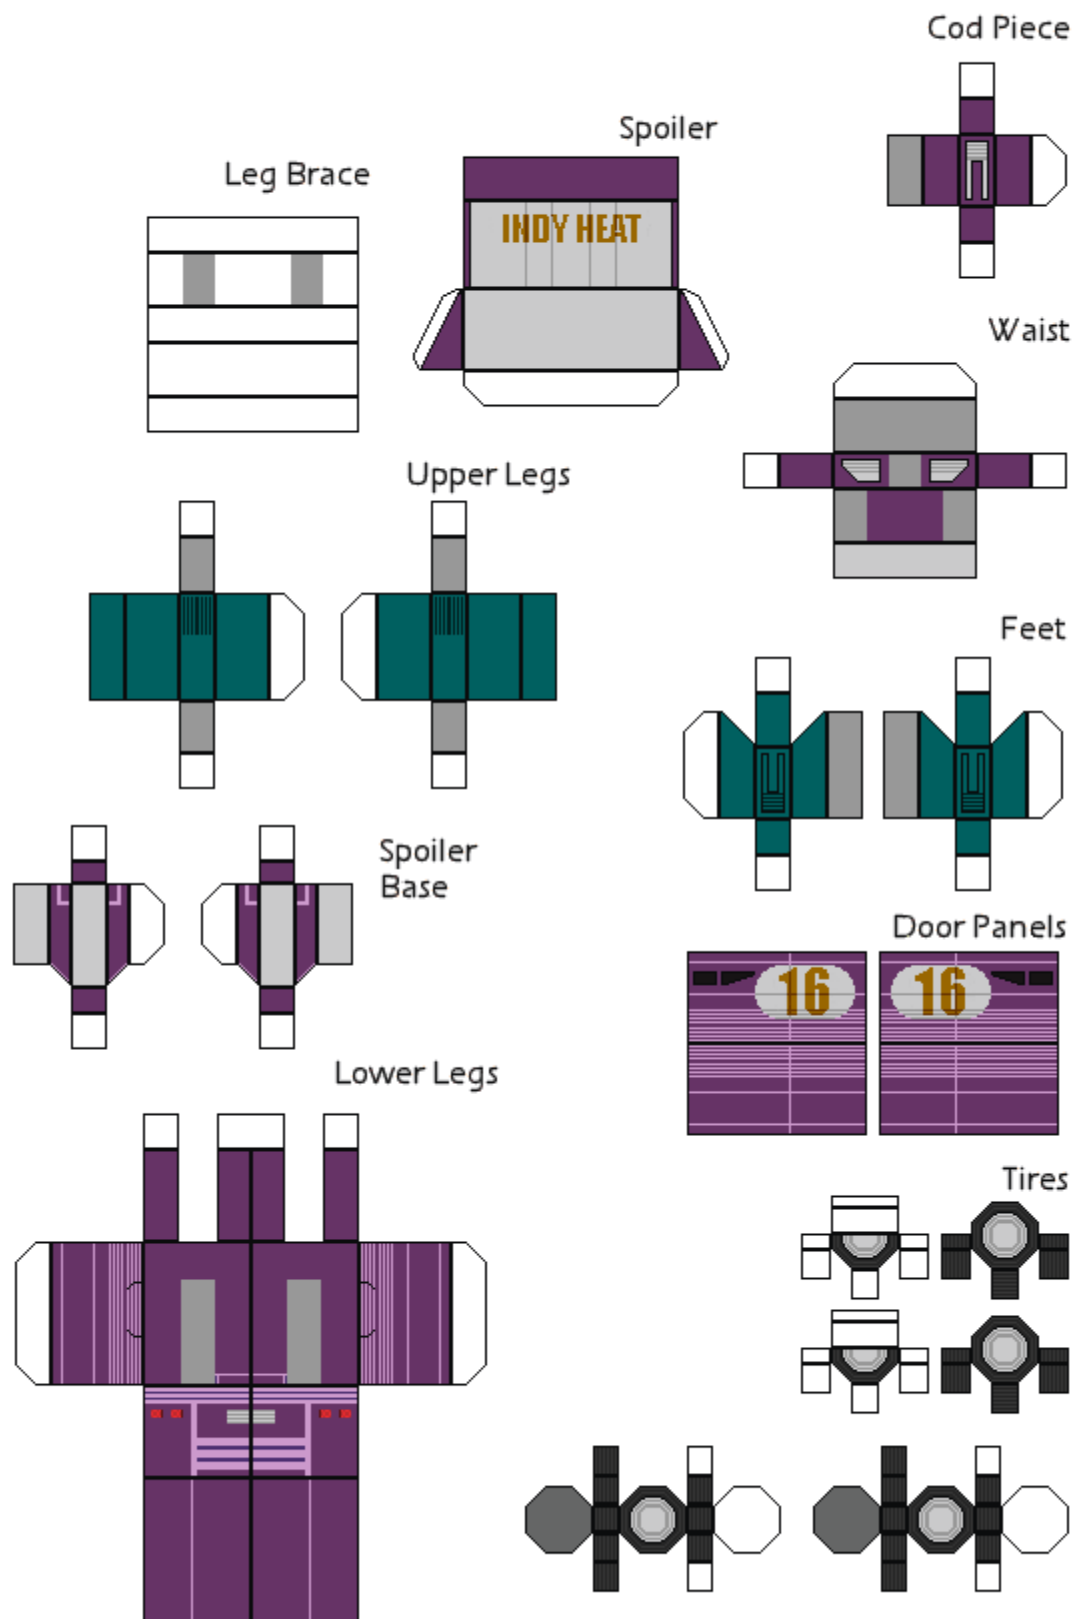 Cod Piece
Spoiler
Leg Brace
INDY HEAT
Waist
Upper Legs
Feet
Spoiler
Base
Door Panels
16
16
Lower Legs
Tires